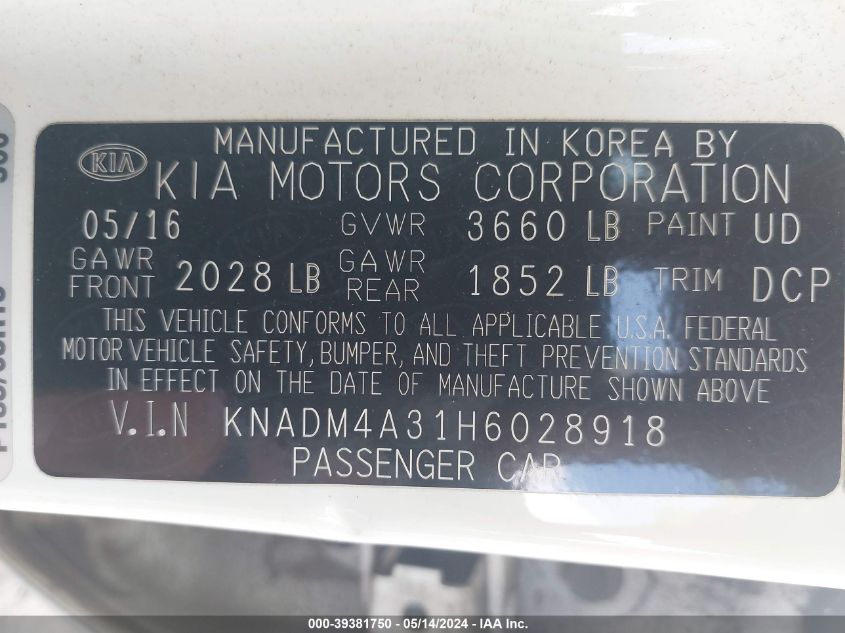 MANUFACTURED IN KOREA BY
KIA KIA MOTORS CORPORATION
05/16 GVWR 3660 LB PAINT UD
GAWR FRONT 2028 LB GAWR REAR 1852 LB TRIM DCP
THIS VEHICLE CONFORMS TO ALL APPLICABLE U.S.A. FEDERAL
MOTOR VEHICLE SAFETY, BUMPER, AND THEFT PREVENTION STANDARDS
IN EFFECT ON THE DATE OF MANUFACTURE SHOWN ABOVE
V.I.N KNADM4A31H6028918
PASSENGER CAR
000-39381750 - 05/14/2024 - IAA Inc.